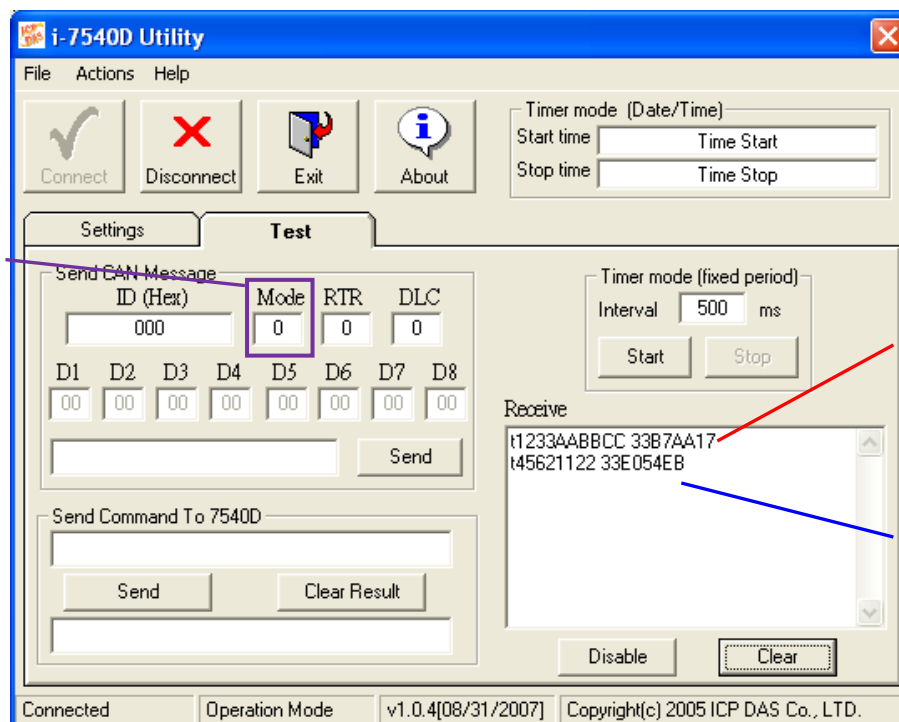 ICP DAS i-7540D Utility
File Actions Help
Connect Disconnect Exit About
Timer mode (Date/Time)
Start time Time Start
Stop time Time Stop
Settings Test
Send CAN Message
ID (Hex) Mode RTR DLC
000 0 0 0
D1 D2 D3 D4 D5 D6 D7 D8
00 00 00 00 00 00 00 00
Send
Send Command To 7540D
Send Clear Result
Timer mode (fixed period)
Interval 500 ms
Start Stop
Receive
t1233AABBCC 33B7AA17
t45621122 33E054EB
Disable Clear
Connected Operation Mode v1.0.4[08/31/2007] Copyright(c) 2005 ICP DAS Co., LTD.